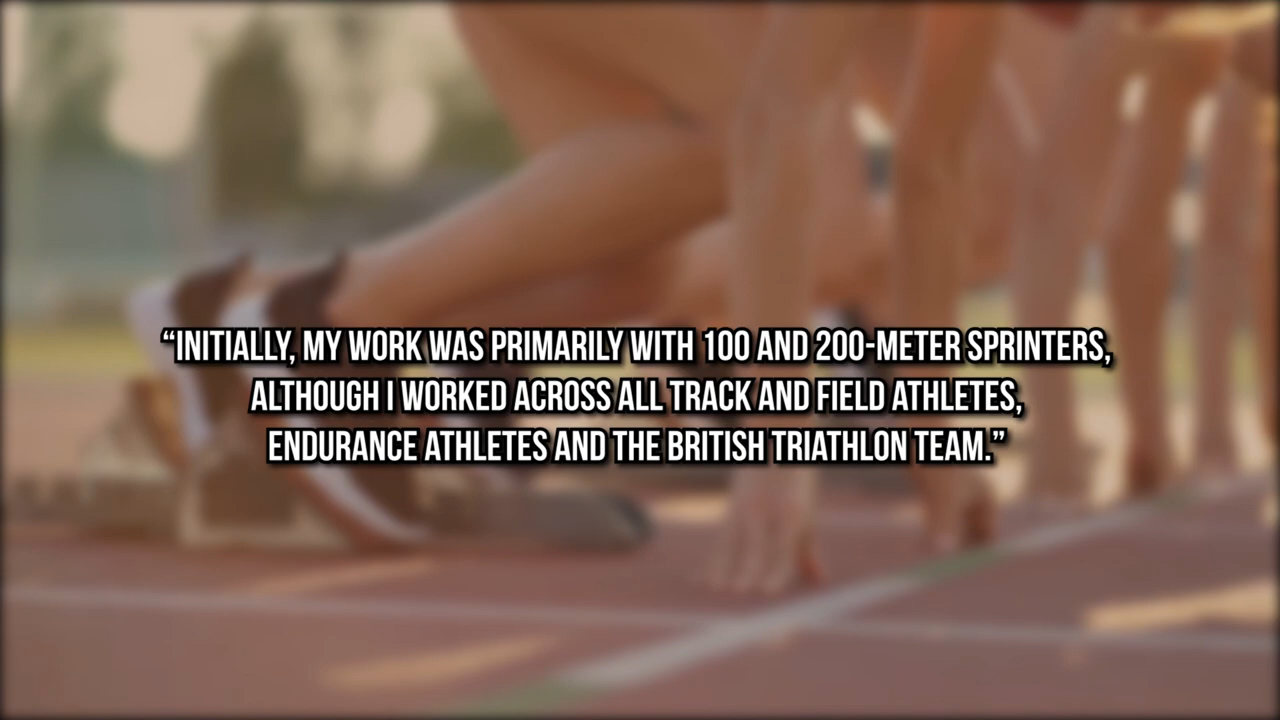 “INITIALLY, MY WORK WAS PRIMARILY WITH 100 AND 200-METER SPRINTERS,
ALTHOUGH I WORKED ACROSS ALL TRACK AND FIELD ATHLETES,
ENDURANCE ATHLETES AND THE BRITISH TRIATHLON TEAM.”